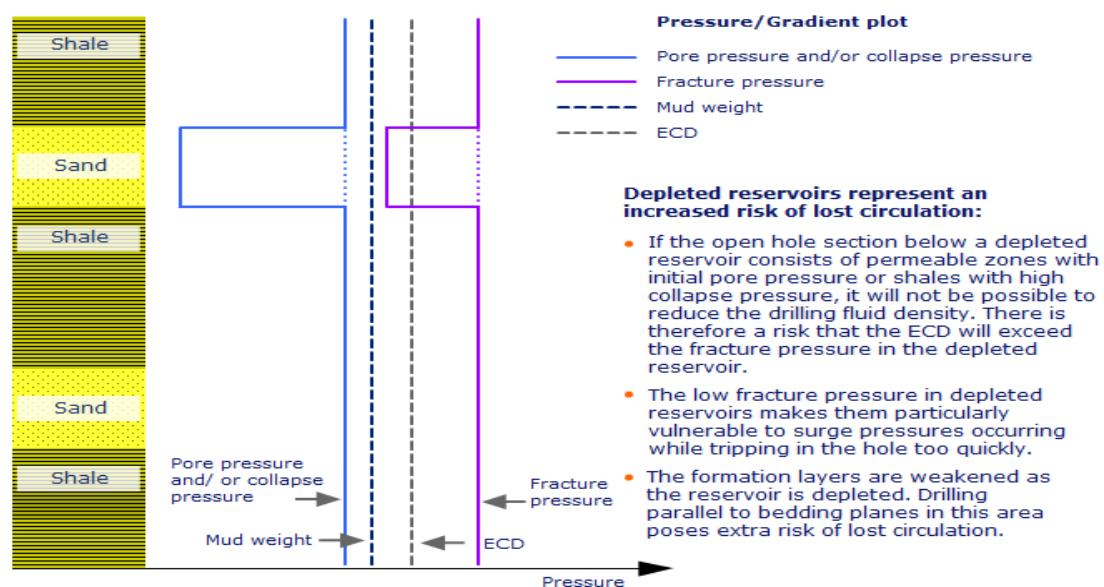 Shale
Sand
Shale
Sand
Shale
Pore pressure
and/ or collapse
pressure
Mud weight
Fracture
pressure
ECD
Pressure
Pressure/Gradient plot
Pore pressure and/or collapse pressure
Fracture pressure
Mud weight
ECD
Depleted reservoirs represent an
increased risk of lost circulation:
• If the open hole section below a depleted
reservoir consists of permeable zones with
initial pore pressure or shales with high
collapse pressure, it will not be possible to
reduce the drilling fluid density. There is
therefore a risk that the ECD will exceed
the fracture pressure in the depleted
reservoir.
• The low fracture pressure in depleted
reservoirs makes them particularly
vulnerable to surge pressures occurring
while tripping in the hole too quickly.
• The formation layers are weakened as
the reservoir is depleted. Drilling
parallel to bedding planes in this area
poses extra risk of lost circulation.